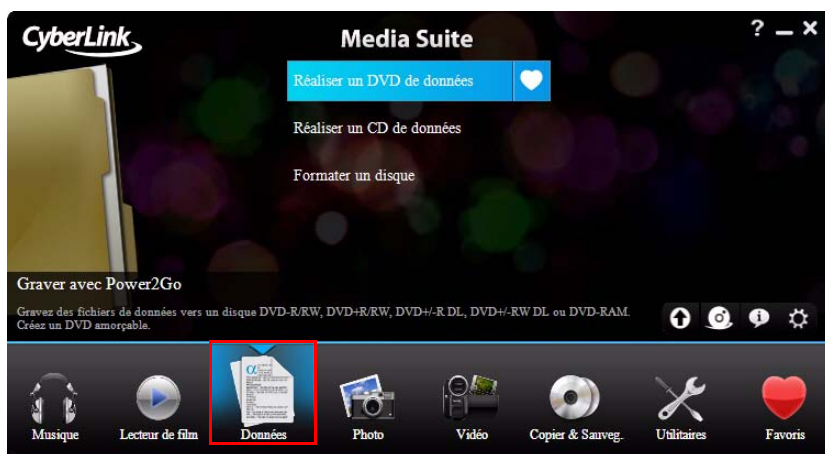 CyberLink
Media Suite
? _ ×
Réaliser un DVD de données
Réaliser un CD de données
Formater un disque
Graver avec Power2Go
Gravez des fichiers de données vers un disque DVD-R/RW, DVD+R/RW, DVD+/-R DL, DVD+/-RW DL ou DVD-RAM.
Créez un DVD amorçable.
Musique Lecteur de film Données Photo Vidéo Copier & Sauveg. Utilitaires Favoris